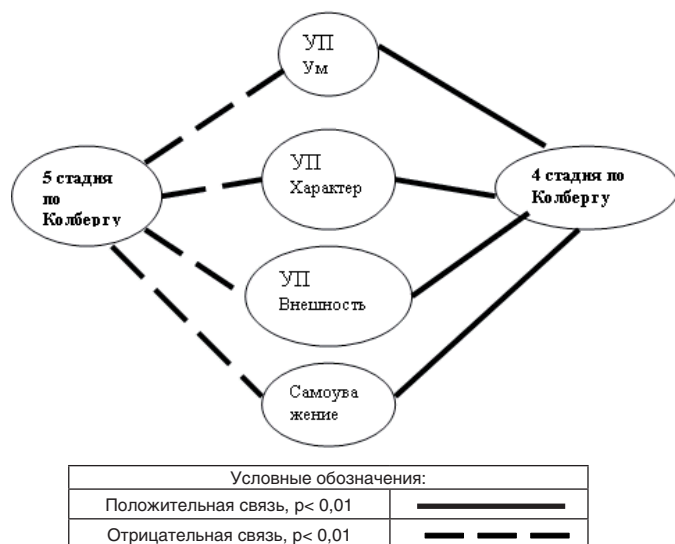 УП
Ум
5 стадия
по
Колбергу
УП
Характер
4 стадия по
Колбергу
УП
Внешность
Самоува
жение
Условные обозначения:
Положительная связь, p< 0,01
Отрицательная связь, p< 0,01